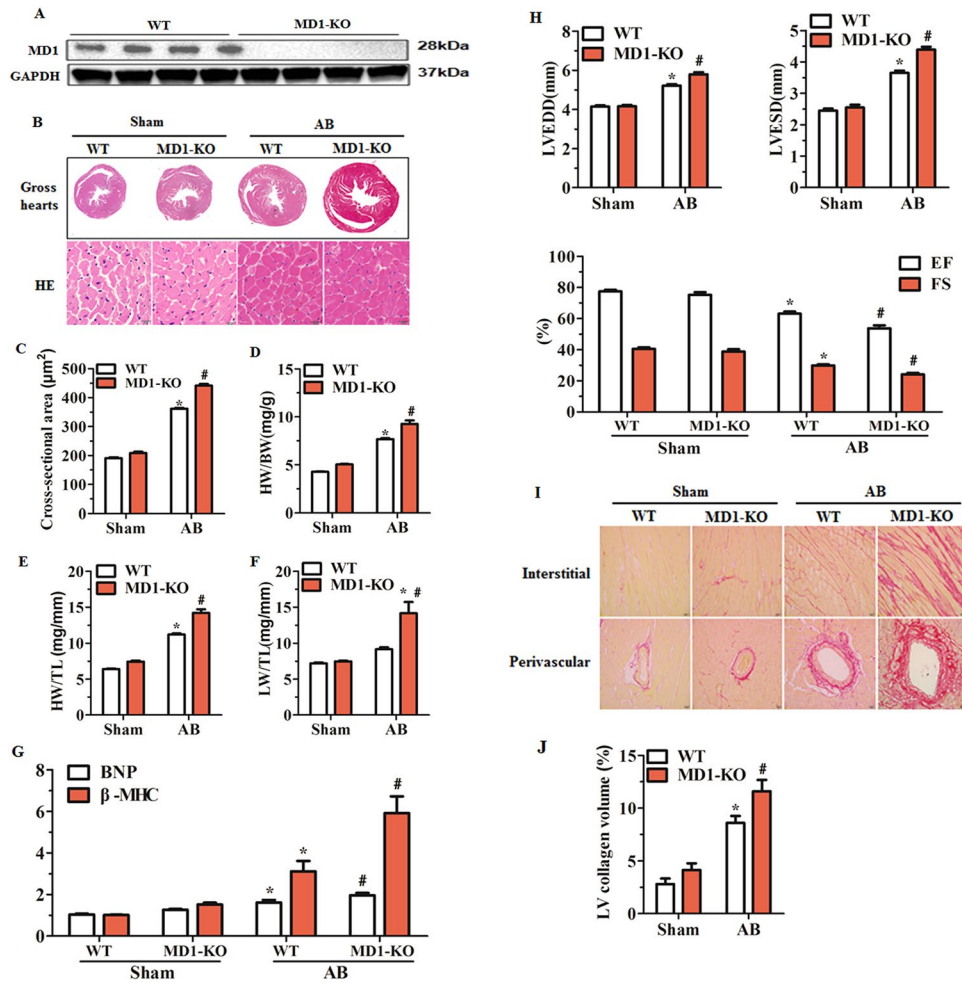 A
WT MD1-KO
MD1 28kDa
GAPDH 37kDa
B
Sham AB
WT MD1-KO WT MD1-KO
Gross
hearts
HE
C
WT
MD1-KO
Cross-sectional area (μm²)
500
400
300
200
100
0
*
#
Sham AB
D
WT
MD1-KO
HW/BW(mg/g)
15
10
5
0
*
#
Sham AB
E
WT
MD1-KO
HW/TL (mg/mm)
20
15
10
5
0
*
#
Sham AB
F
WT
MD1-KO
LW/TL(mg/mm)
20
15
10
5
0
* #
Sham AB
G
BNP
β-MHC
8
6
4
2
0
* * # #
WT MD1-KO WT MD1-KO
Sham AB
H
WT
MD1-KO
LVEDD(mm)
8
6
4
2
0
*
#
Sham AB
WT
MD1-KO
LVESD(mm)
5
4
3
2
1
0
*
#
Sham AB
EF
FS
(%)
100
80
60
40
20
0
* * # #
WT MD1-KO WT MD1-KO
Sham AB
I
Sham AB
WT MD1-KO WT MD1-KO
Interstitial
Perivascular
J
WT
MD1-KO
LV collagen volume (%)
15
10
5
0
*
#
Sham AB